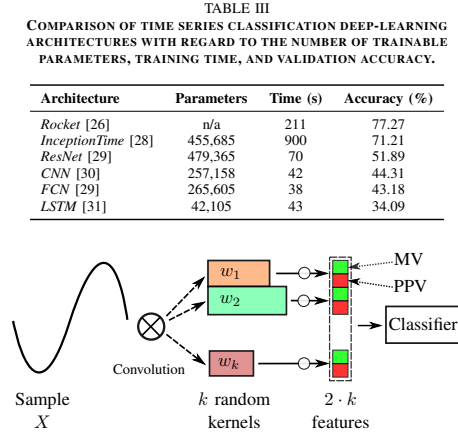 TABLE III
COMPARISON OF TIME SERIES CLASSIFICATION DEEP-LEARNING
ARCHITECTURES WITH REGARD TO THE NUMBER OF TRAINABLE
PARAMETERS, TRAINING TIME, AND VALIDATION ACCURACY.
Architecture Parameters Time (s) Accuracy (%)
Rocket [26] n/a 211 77.27
InceptionTime [28] 455,685 900 71.21
ResNet [29] 479,365 70 51.89
CNN [30] 257,158 42 44.31
FCN [29] 265,605 38 43.18
LSTM [31] 42,105 43 34.09
w₁ MV
w₂ PPV
Classifier
Convolution wₖ
Sample k random 2 · k
X kernels features